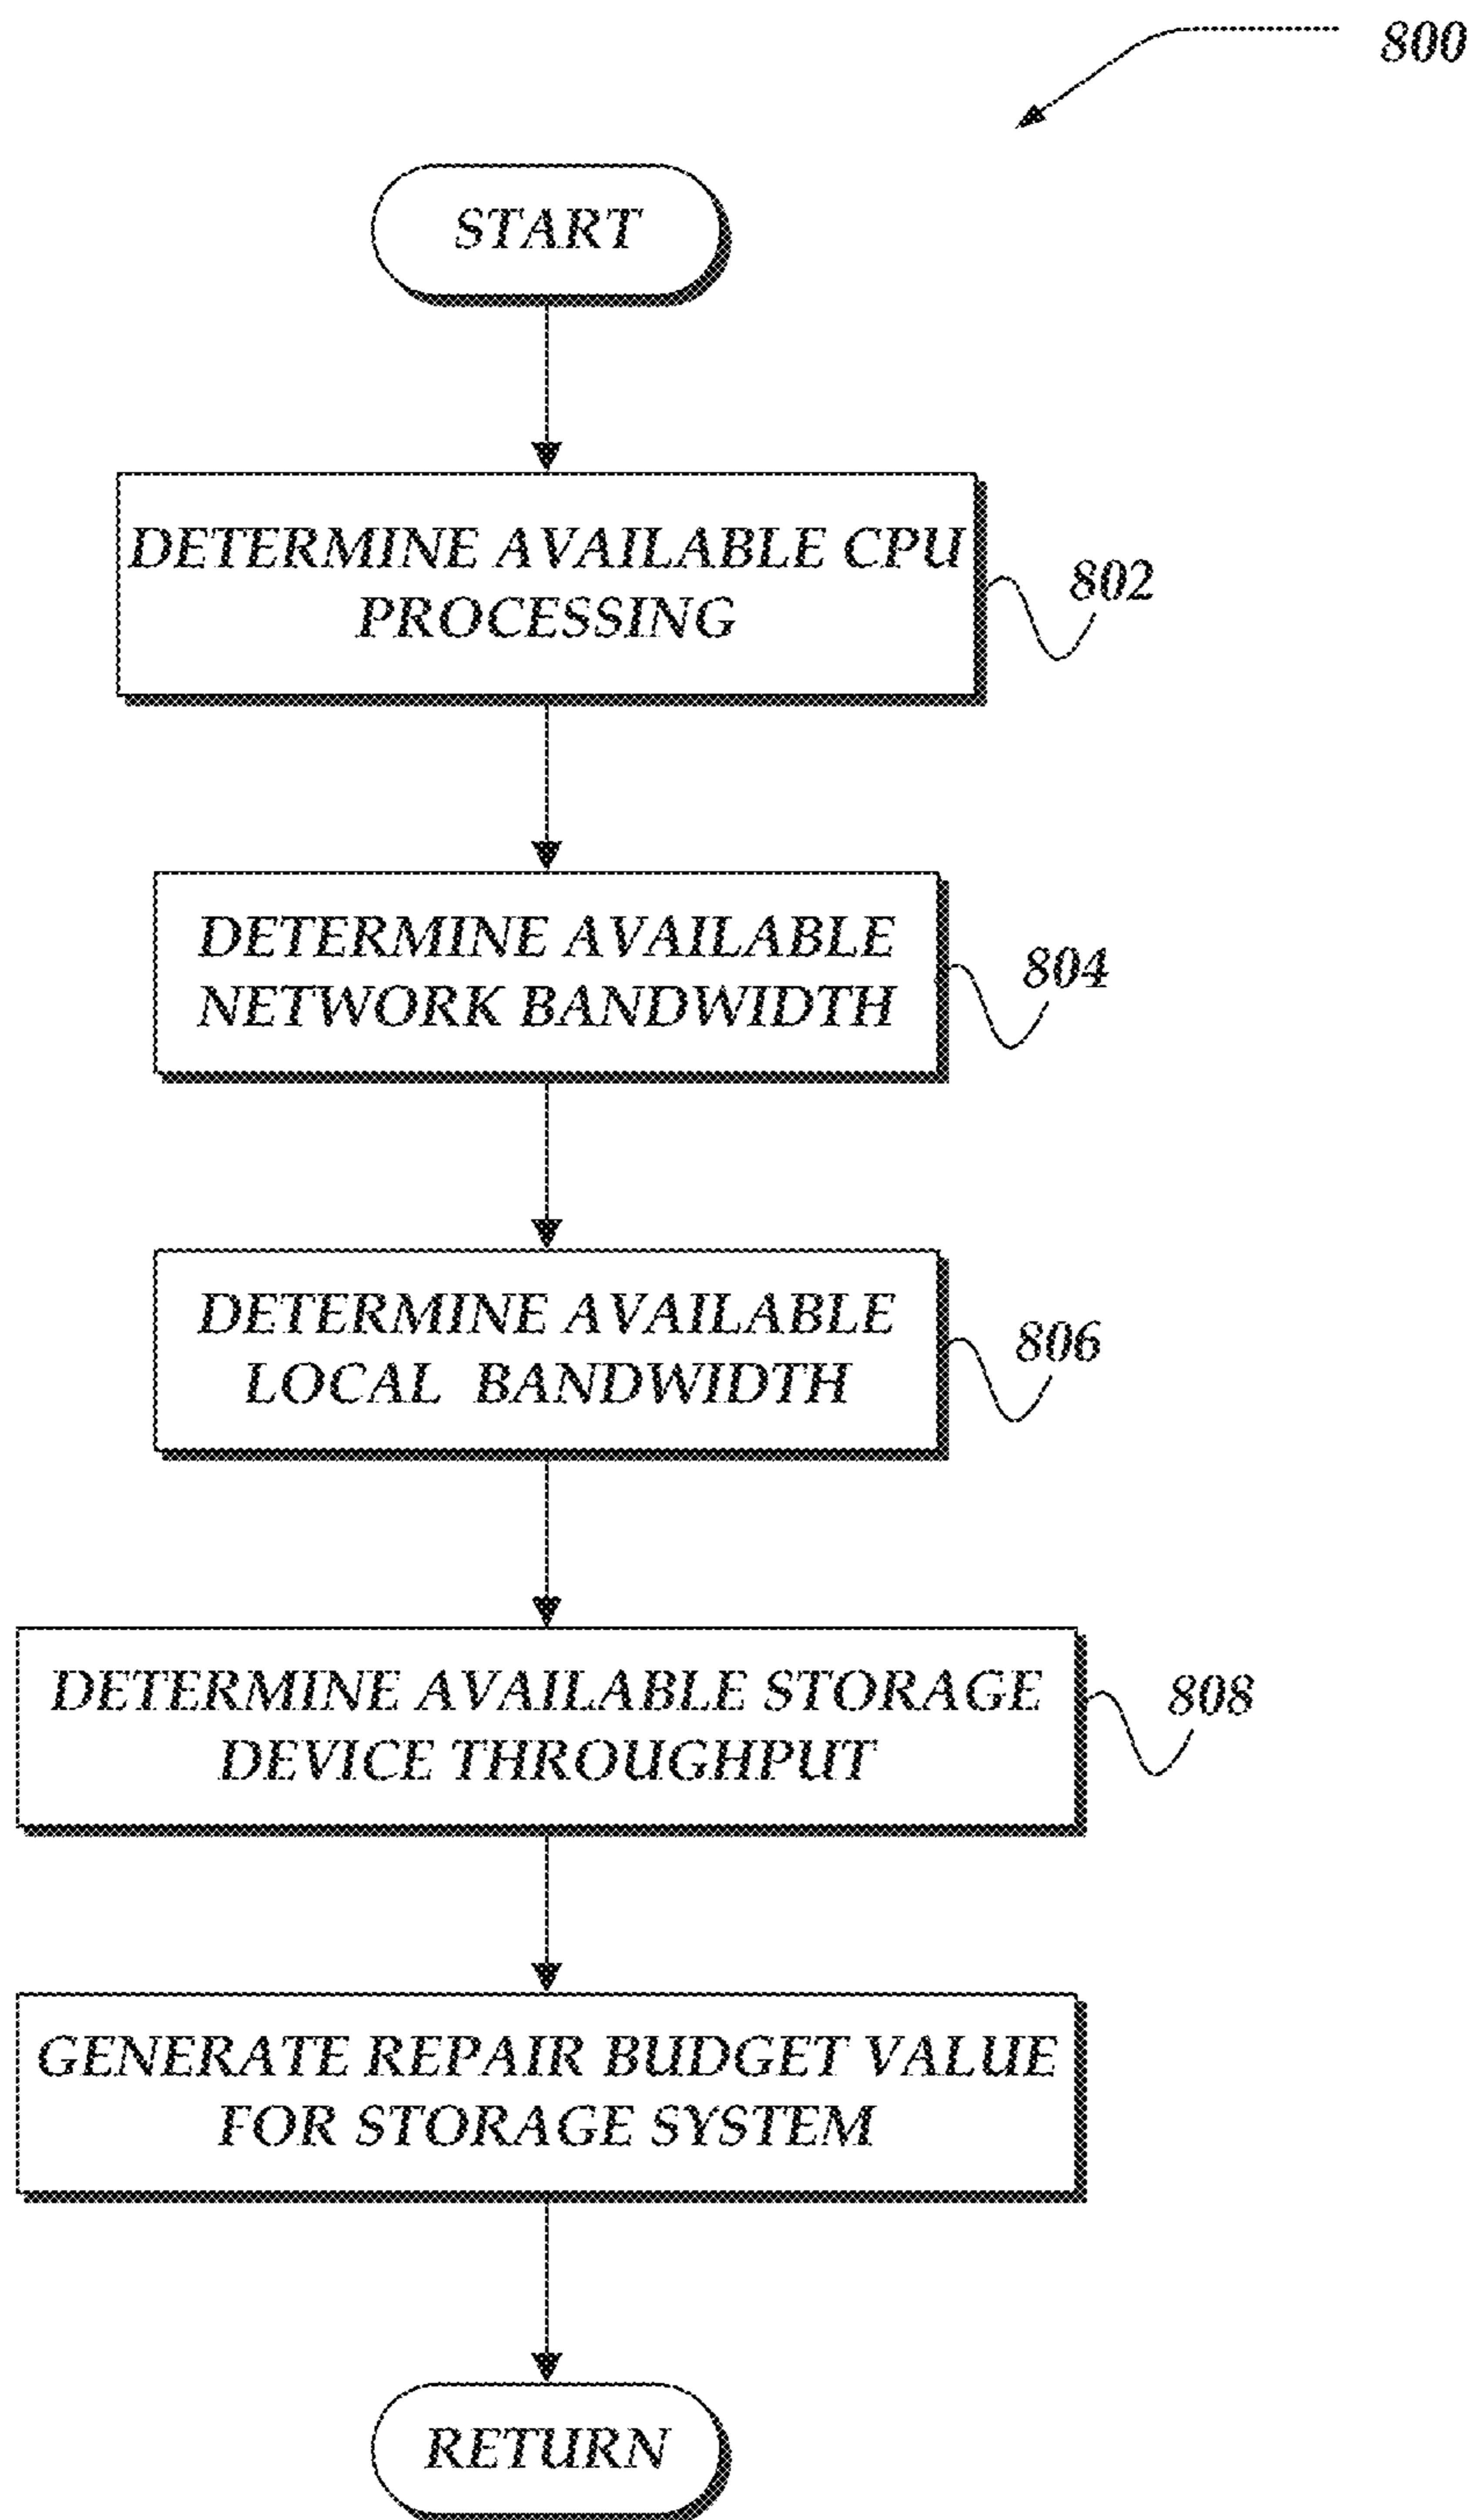 800
START
DETERMINE AVAILABLE CPU
PROCESSING
802
DETERMINE AVAILABLE
NETWORK BANDWIDTH
804
DETERMINE AVAILABLE
LOCAL BANDWIDTH
806
DETERMINE AVAILABLE STORAGE
DEVICE THROUGHPUT
808
GENERATE REPAIR BUDGET VALUE
FOR STORAGE SYSTEM
RETURN